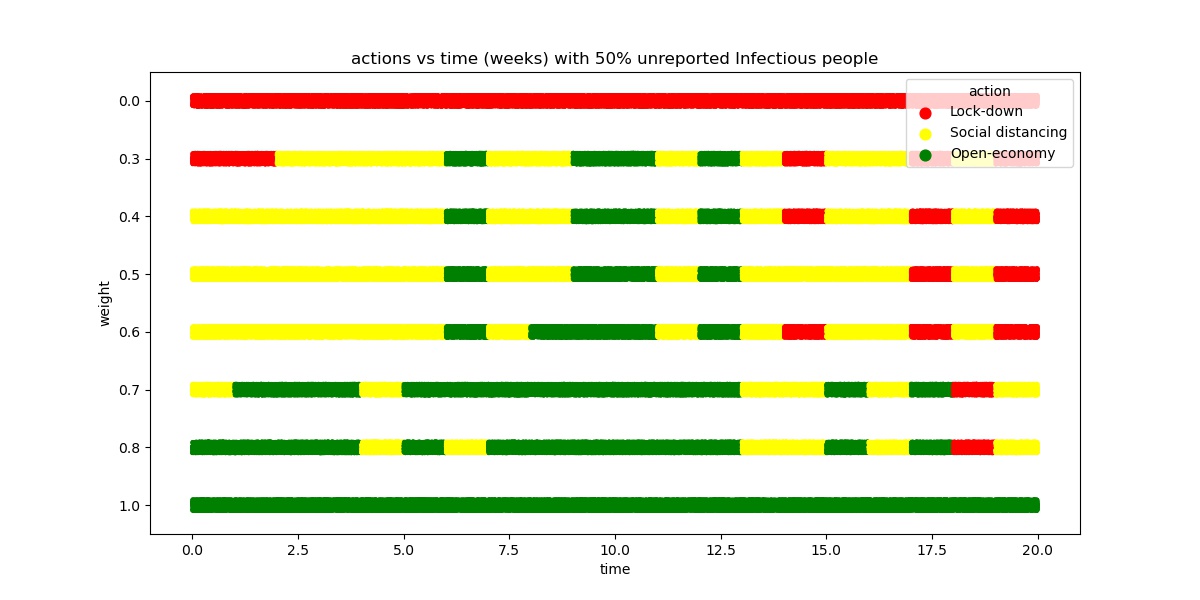 actions vs time (weeks) with 50% unreported Infectious people
action
Lock-down
Social distancing
Open-economy
weight
0.0
0.3
0.4
0.5
0.6
0.7
0.8
1.0
0.0 2.5 5.0 7.5 10.0 12.5 15.0 17.5 20.0
time